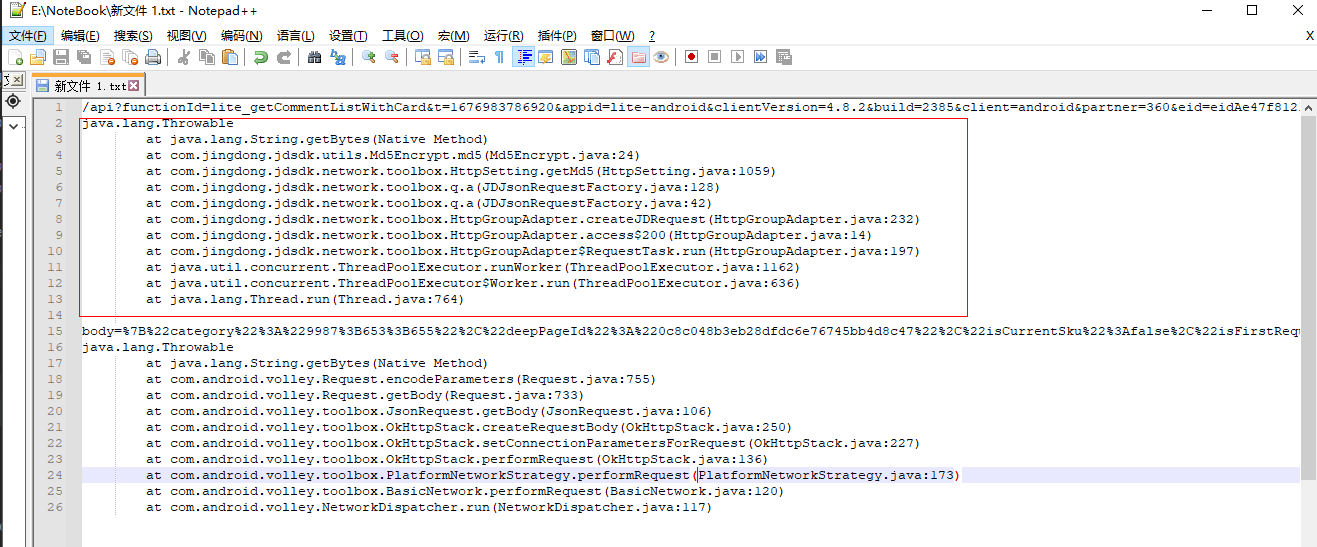 E:\NoteBook\新文件 1.txt - Notepad++
文件(F) 编辑(E) 搜索(S) 视图(V) 编码(N) 语言(L) 设置(T) 工具(O) 宏(M) 运行(R) 插件(P) 窗口(W) ? X
新文件 1.txt
1 /api?functionId=lite_getCommentListWithCard&t=1676983786920&appid=lite-android&clientVersion=4.8.2&build=2385&client=android&partner=360&eid=eidAe47f812
2 java.lang.Throwable
3 at java.lang.String.getBytes(Native Method)
4 at com.jingdong.jdsdk.utils.Md5Encrypt.md5(Md5Encrypt.java:24)
5 at com.jingdong.jdsdk.network.toolbox.HttpSetting.getMd5(HttpSetting.java:1059)
6 at com.jingdong.jdsdk.network.toolbox.q.a(JDJsonRequestFactory.java:128)
7 at com.jingdong.jdsdk.network.toolbox.q.a(JDJsonRequestFactory.java:42)
8 at com.jingdong.jdsdk.network.toolbox.HttpGroupAdapter.createJDRequest(HttpGroupAdapter.java:232)
9 at com.jingdong.jdsdk.network.toolbox.HttpGroupAdapter.access$200(HttpGroupAdapter.java:14)
10 at com.jingdong.jdsdk.network.toolbox.HttpGroupAdapter$RequestTask.run(HttpGroupAdapter.java:197)
11 at java.util.concurrent.ThreadPoolExecutor.runWorker(ThreadPoolExecutor.java:1162)
12 at java.util.concurrent.ThreadPoolExecutor$Worker.run(ThreadPoolExecutor.java:636)
13 at java.lang.Thread.run(Thread.java:764)
14
15 body=%7B%22category%22%3A%229987%3B653%3B655%22%2C%22deepPageId%22%3A%220c8c048b3eb28dfdc6e76745bb4d8c47%22%2C%22isCurrentSku%22%3Afalse%2C%22isFirstRequ
16 java.lang.Throwable
17 at java.lang.String.getBytes(Native Method)
18 at com.android.volley.Request.encodeParameters(Request.java:755)
19 at com.android.volley.Request.getBody(Request.java:733)
20 at com.android.volley.toolbox.JsonRequest.getBody(JsonRequest.java:106)
21 at com.android.volley.toolbox.OkHttpStack.createRequestBody(OkHttpStack.java:250)
22 at com.android.volley.toolbox.OkHttpStack.setConnectionParametersForRequest(OkHttpStack.java:227)
23 at com.android.volley.toolbox.OkHttpStack.performRequest(OkHttpStack.java:136)
24 at com.android.volley.toolbox.PlatformNetworkStrategy.performRequest(PlatformNetworkStrategy.java:173)
25 at com.android.volley.toolbox.BasicNetwork.performRequest(BasicNetwork.java:120)
26 at com.android.volley.NetworkDispatcher.run(NetworkDispatcher.java:117)